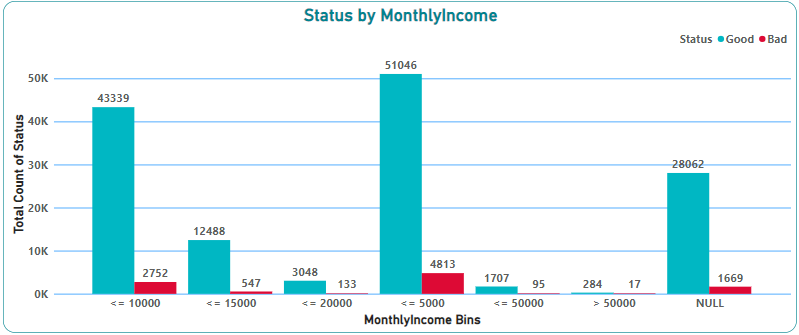 Status by MonthlyIncome
Status Good Bad
Total Count of Status
50K
40K
30K
20K
10K
0K
43339
2752
12488
547
3048
133
51046
4813
1707
95
284
17
28062
1669
<= 10000
<= 15000
<= 20000
<= 5000
<= 50000
> 50000
NULL
MonthlyIncome Bins